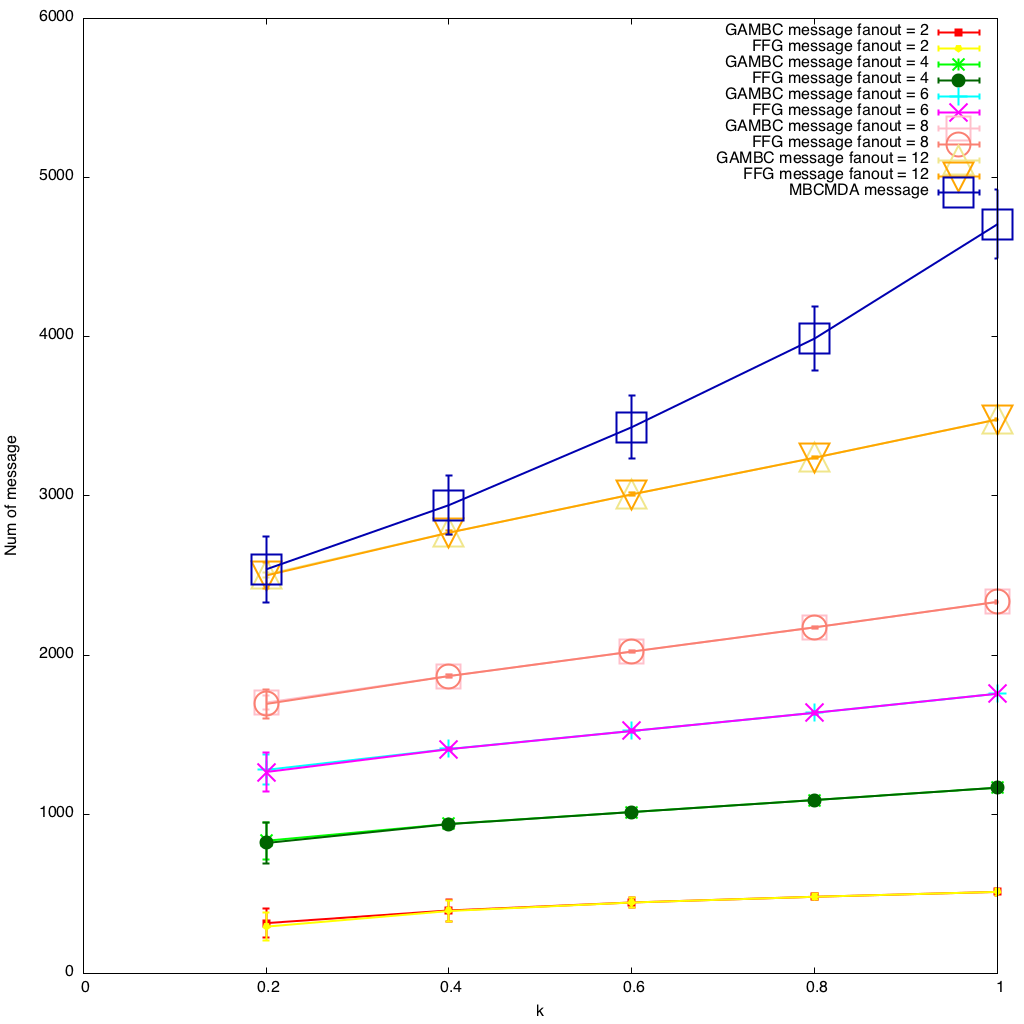 6000
5000
4000
3000
2000
1000
0
0
0.2
0.4
0.6
0.8
1
Num of message
k
GAMBC message fanout = 2
FFG message fanout = 2
GAMBC message fanout = 4
FFG message fanout = 4
GAMBC message fanout = 6
FFG message fanout = 6
GAMBC message fanout = 8
FFG message fanout = 8
GAMBC message fanout = 12
FFG message fanout = 12
MBCMDA message